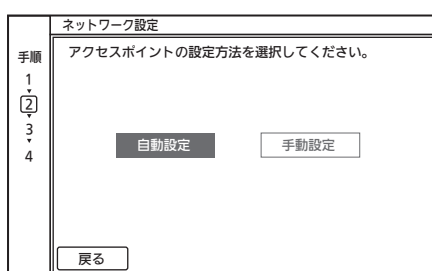 ネットワーク設定
手順
1
2
3
4
アクセスポイントの設定方法を選択してください。
自動設定
手動設定
戻る